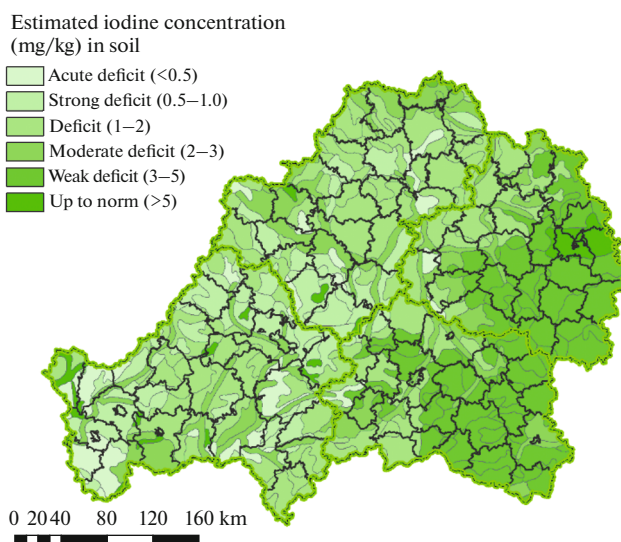 Estimated iodine concentration
(mg/kg) in soil
Acute deficit (<0.5)
Strong deficit (0.5–1.0)
Deficit (1–2)
Moderate deficit (2–3)
Weak deficit (3–5)
Up to norm (>5)
0 20 40 80 120 160 km